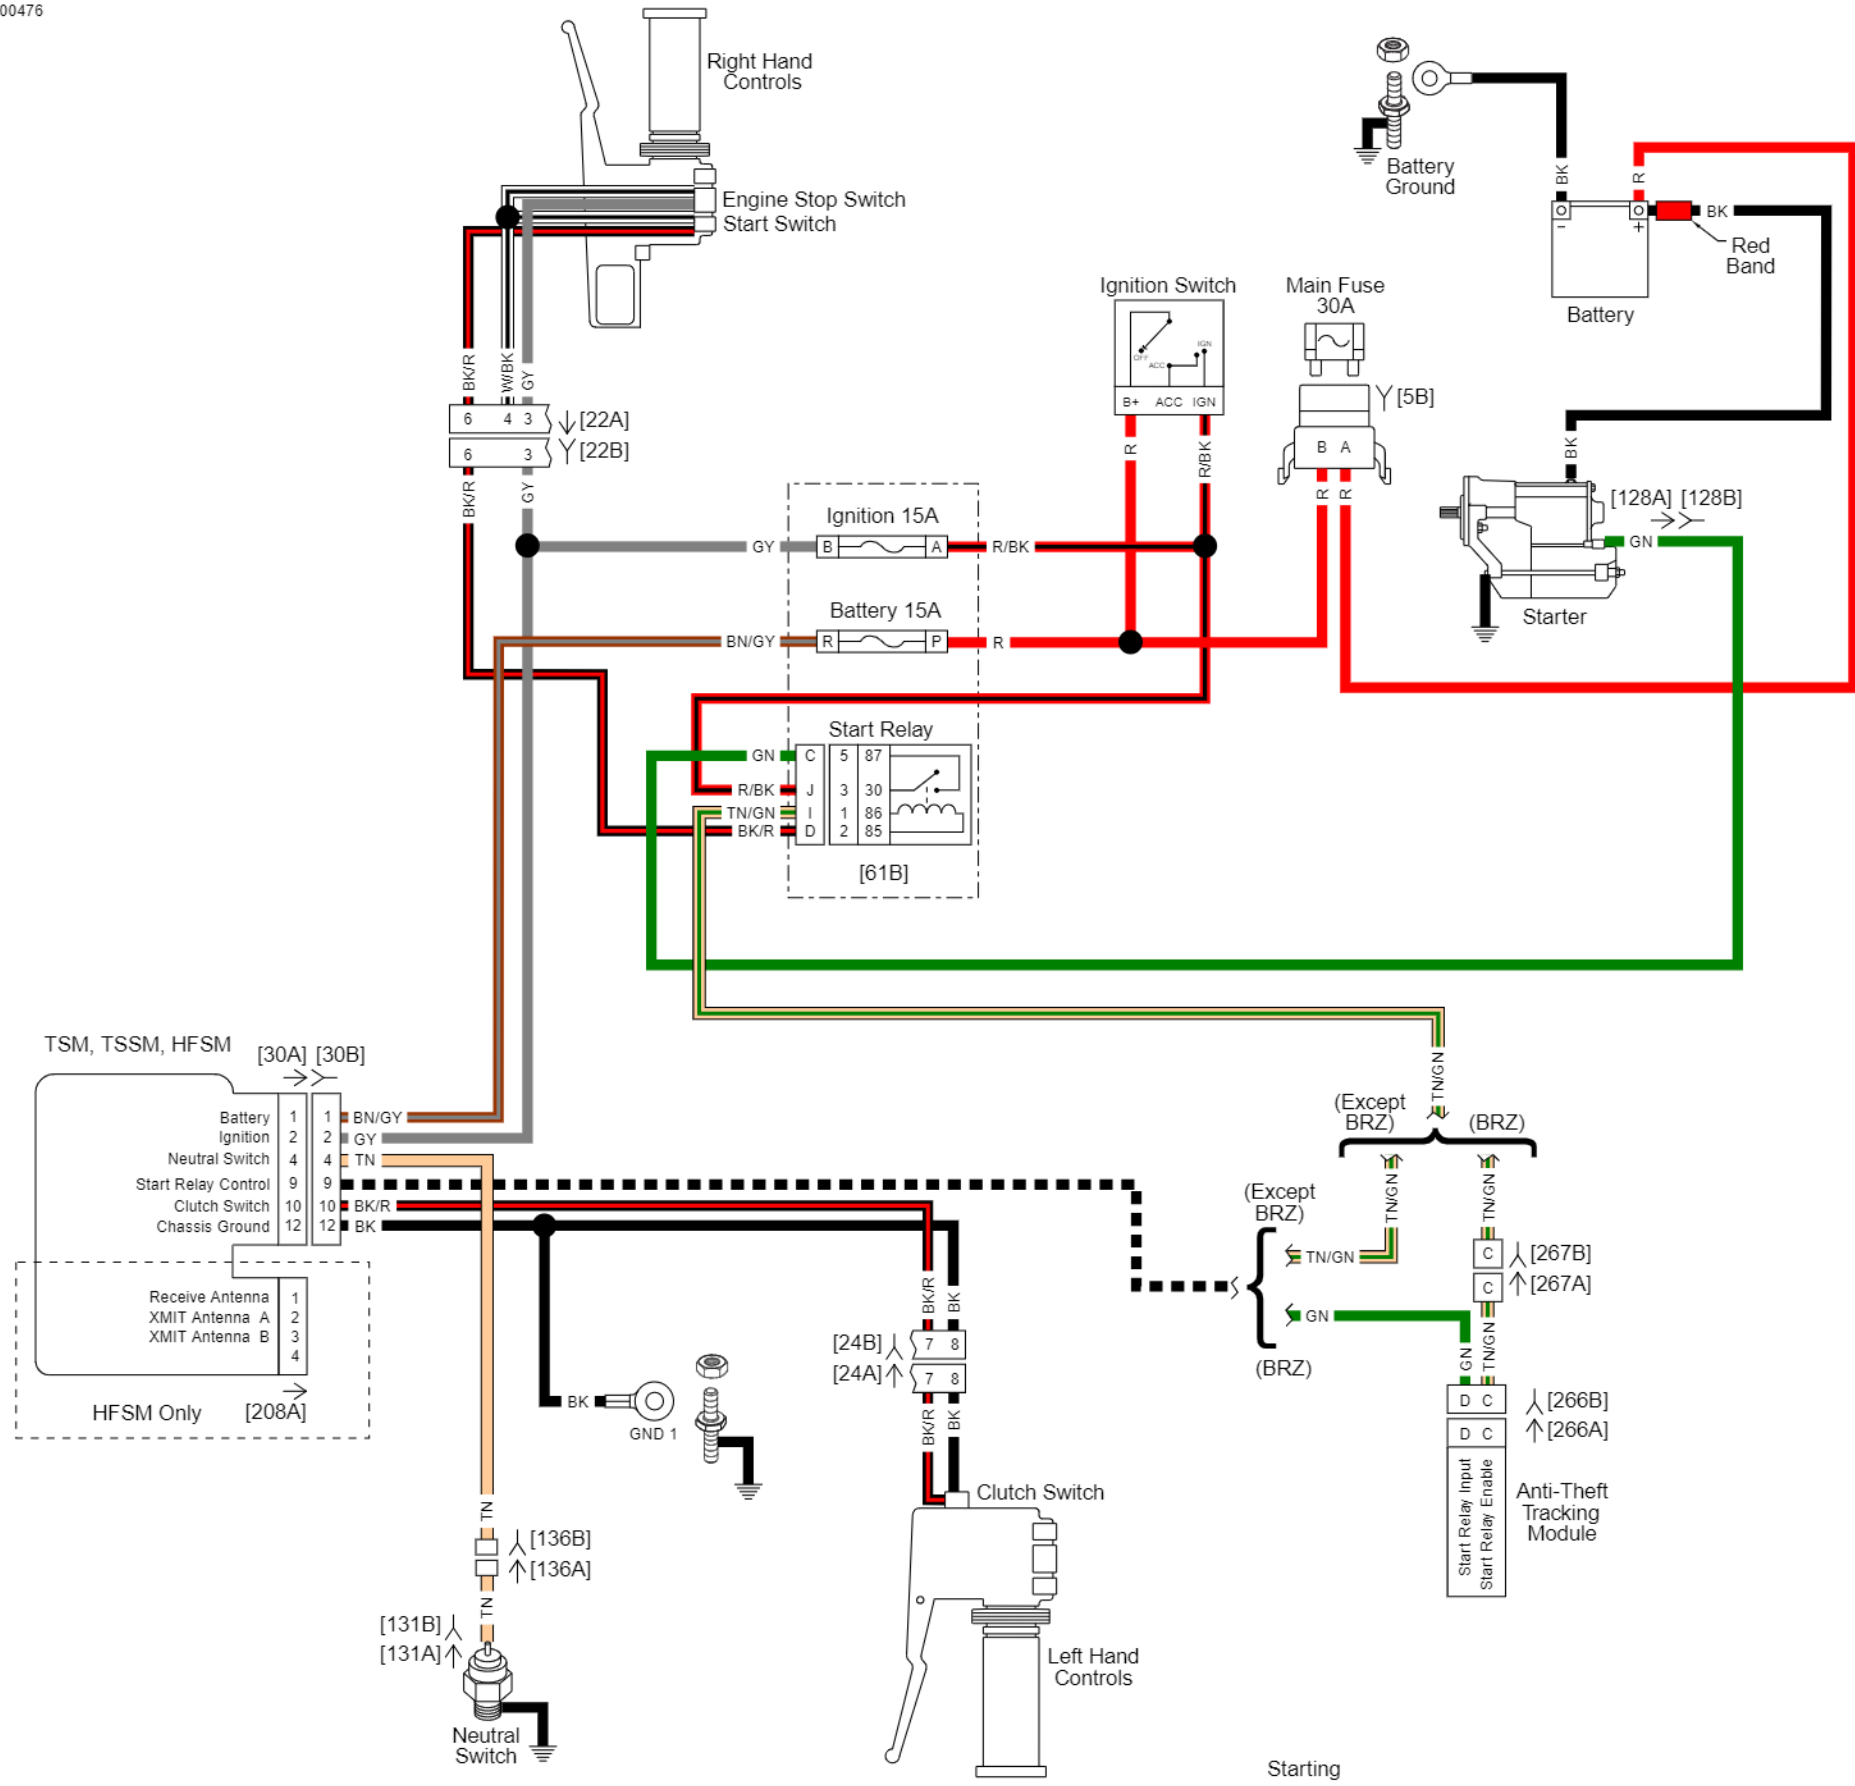 00476
Right Hand
Controls
Engine Stop Switch
Start Switch
Battery
Ground
BK
R
BK
-
+
Red
Band
Battery
Ignition Switch
OFF
ACC
IGN
B+ ACC IGN
Main Fuse
30A
[5B]
B A
R
R/BK
R
R
BK
[128A] [128B]
GN
Starter
BK/R
W/BK
GY
6 4 3
[22A]
6 3
[22B]
BK/R
GY
Ignition 15A
GY
B
A
R/BK
Battery 15A
BN/GY
R
P
R
Start Relay
GN C 5 87
R/BK J 3 30
TN/GN I 1 86
BK/R D 2 85
[61B]
TSM, TSSM, HFSM
[30A] [30B]
Battery 1 1 BN/GY
Ignition 2 2 GY
Neutral Switch 4 4 TN
Start Relay Control 9 9
Clutch Switch 10 10 BK/R
Chassis Ground 12 12 BK
Receive Antenna 1
XMIT Antenna A 2
XMIT Antenna B 3
4
HFSM Only
[208A]
TN/GN
(Except
BRZ)
(BRZ)
TN/GN
TN/GN
(Except
BRZ)
TN/GN
GN
(BRZ)
C
[267B]
C
[267A]
GN
TN/GN
D C
[266B]
D C
[266A]
Start Relay Input
Start Relay Enable
Anti-Theft
Tracking
Module
BK/R
BK
[24B]
7 8
[24A]
7 8
BK/R
BK
BK
GND 1
Clutch Switch
Left Hand
Controls
TN
[136B]
[136A]
TN
[131B]
[131A]
Neutral
Switch
Starting